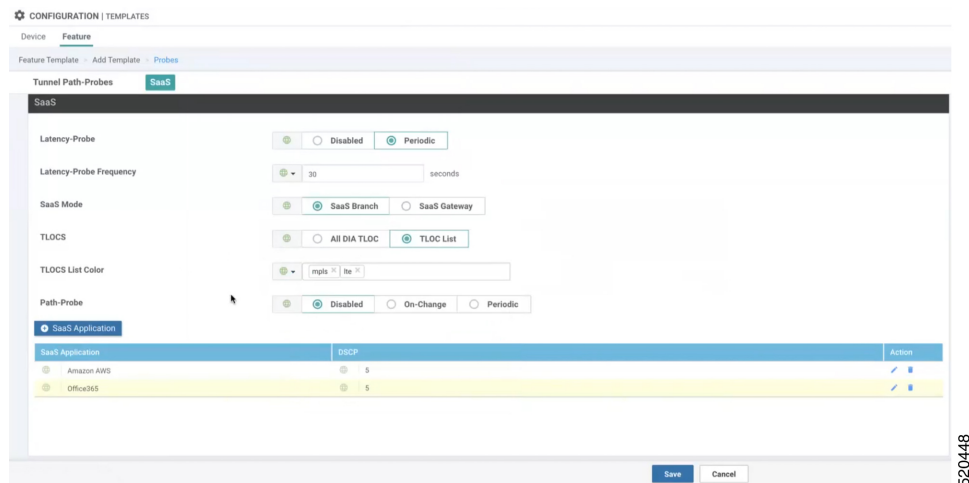 CONFIGURATION | TEMPLATES
Device Feature
Feature Template Add Template Probes
Tunnel Path-Probes SaaS
SaaS
Latency-Probe Disabled Periodic
Latency-Probe Frequency 30 seconds
SaaS Mode SaaS Branch SaaS Gateway
TLOCS All DIA TLOC TLOC List
TLOCS List Color mpls × lte ×
Path-Probe Disabled On-Change Periodic
SaaS Application
SaaS Application DSCP Action
Amazon AWS 5
Office365 5
Save Cancel
520448